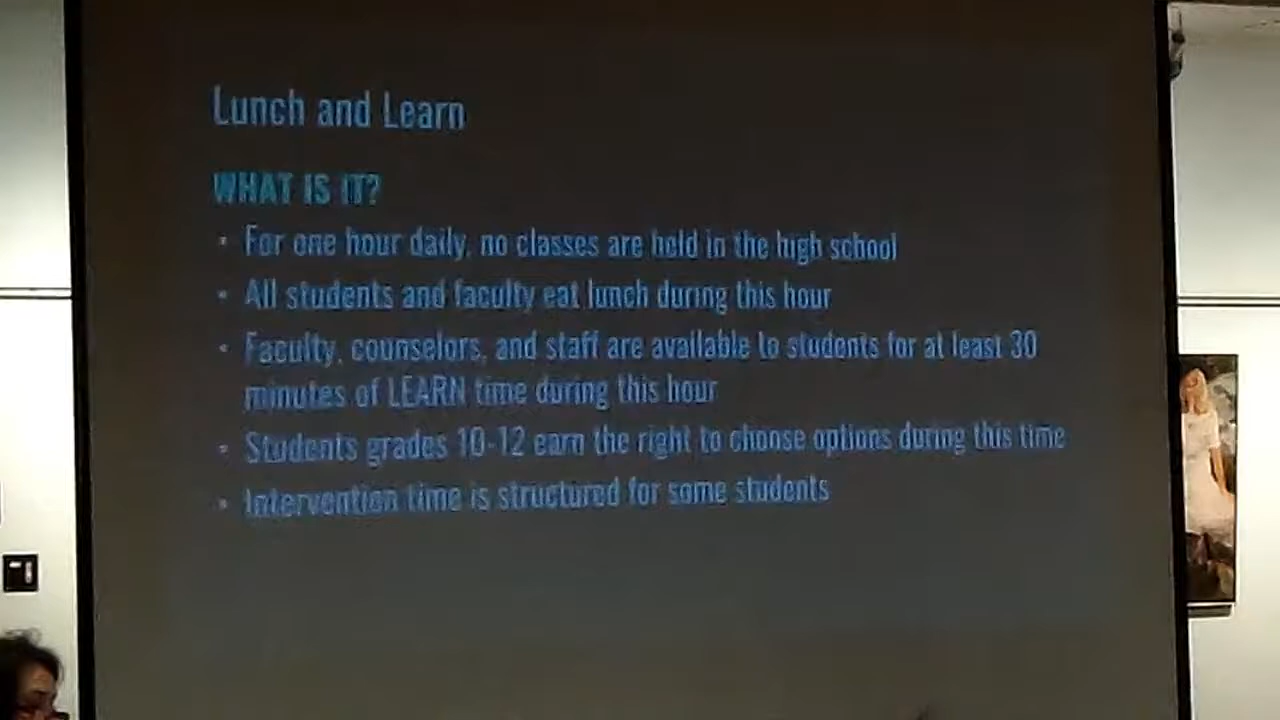 Lunch and Learn
WHAT IS IT?
• For one hour daily, no classes are held in the high school
• All students and faculty eat lunch during this hour
• Faculty, counselors, and staff are available to students for at least 30
minutes of LEARN time during this hour
• Students grades 10-12 earn the right to choose options during this time
• Intervention time is structured for some students